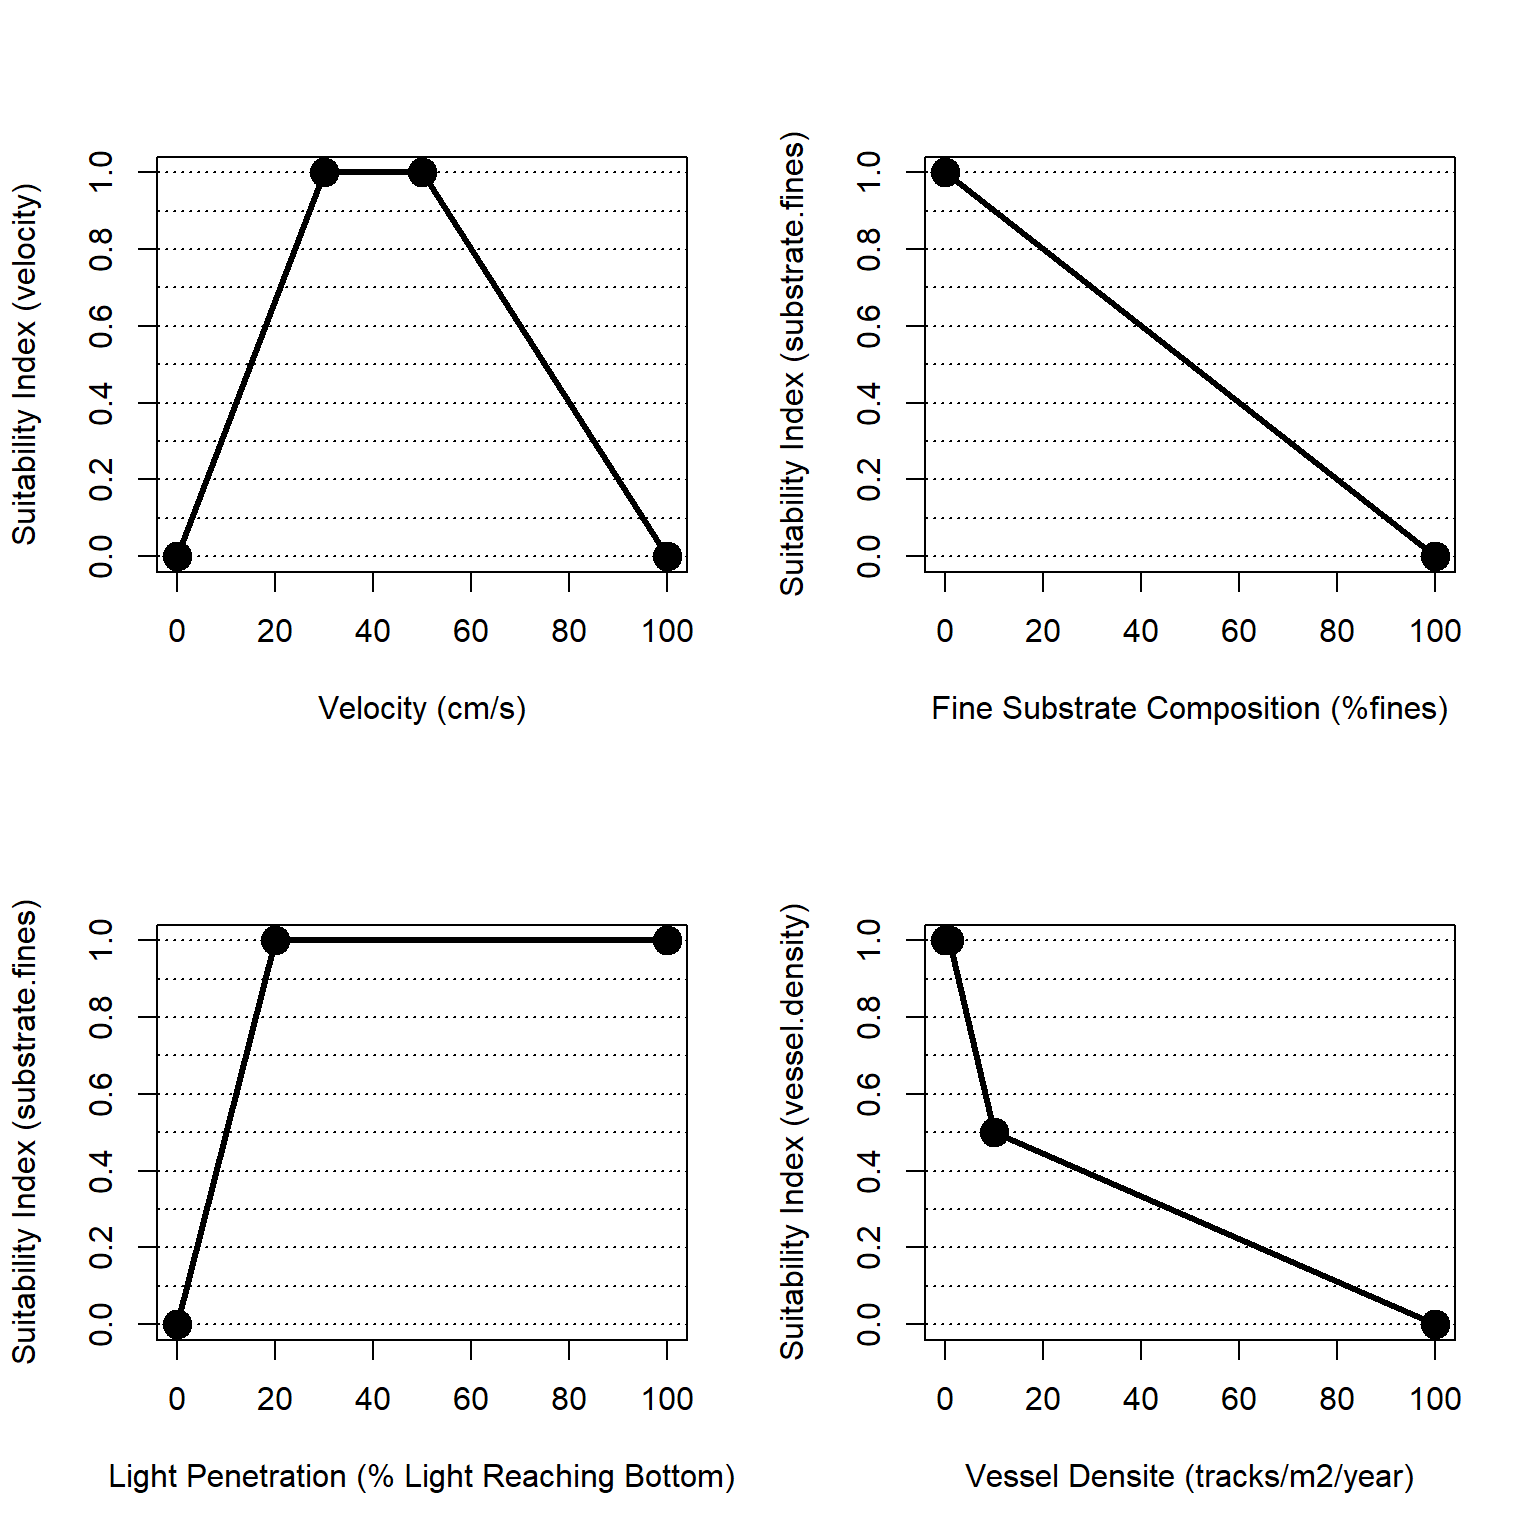 Suitability Index (velocity)
1.0
0.8
0.6
0.4
0.2
0.0
0 20 40 60 80 100
Velocity (cm/s)
Suitability Index (substrate.fines)
1.0
0.8
0.6
0.4
0.2
0.0
0 20 40 60 80 100
Fine Substrate Composition (%fines)
Suitability Index (substrate.fines)
1.0
0.8
0.6
0.4
0.2
0.0
0 20 40 60 80 100
Light Penetration (% Light Reaching Bottom)
Suitability Index (vessel.density)
1.0
0.8
0.6
0.4
0.2
0.0
0 20 40 60 80 100
Vessel Densite (tracks/m2/year)